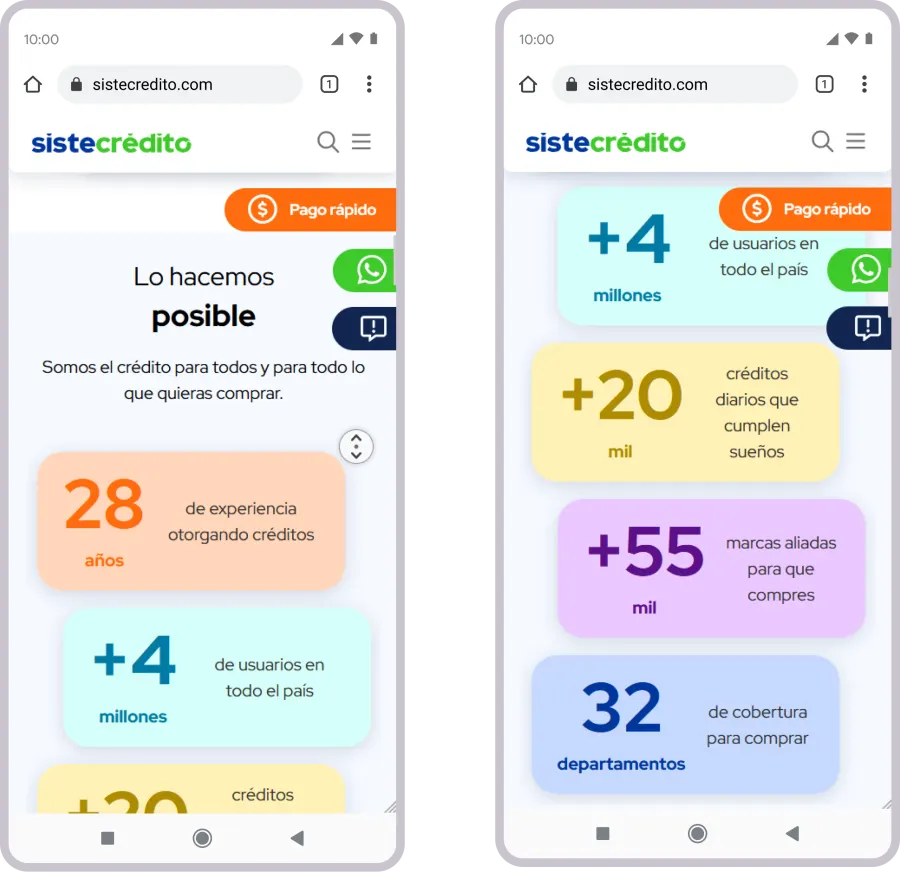 10:00
sistecredito.com
1
sistecrédito
Pago rápido
Lo hacemos
posible
Somos el crédito para todos y para todo lo
que quieras comprar.
28
años
de experiencia
otorgando créditos
+4
millones
de usuarios en
todo el país
+20
créditos
10:00
sistecredito.com
1
sistecrédito
Pago rápido
+4
millones
de usuarios en
todo el país
+20
mil
créditos
diarios que
cumplen
sueños
+55
mil
marcas aliadas
para que
compres
32
departamentos
de cobertura
para comprar